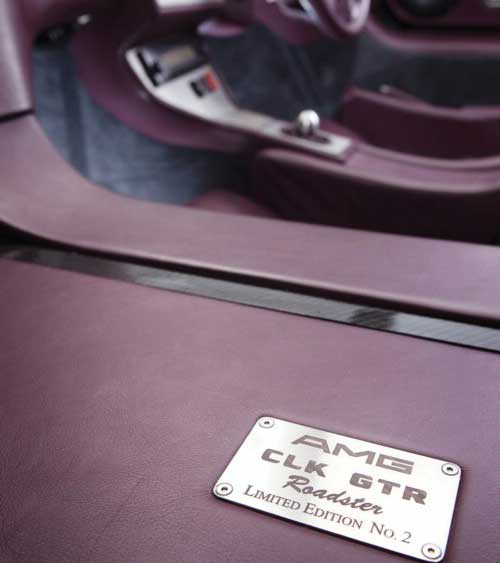 AMG
CLK GTR
Roadster
LIMITED EDITION NO. 2